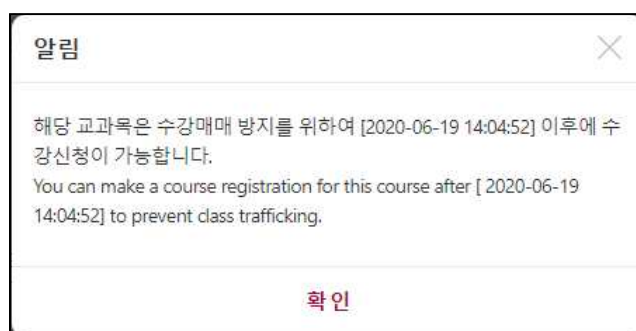 알림
해당 교과목은 수강매매 방지를 위하여 [2020-06-19 14:04:52] 이후에 수
강신청이 가능합니다.
You can make a course registration for this course after [ 2020-06-19
14:04:52] to prevent class trafficking.
확인